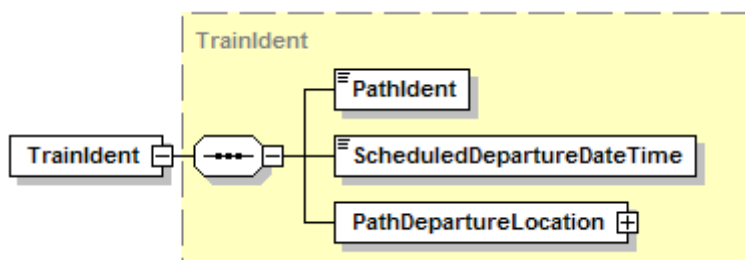 TrainIdent
PathIdent
TrainIdent
ScheduledDepartureDateTime
PathDepartureLocation